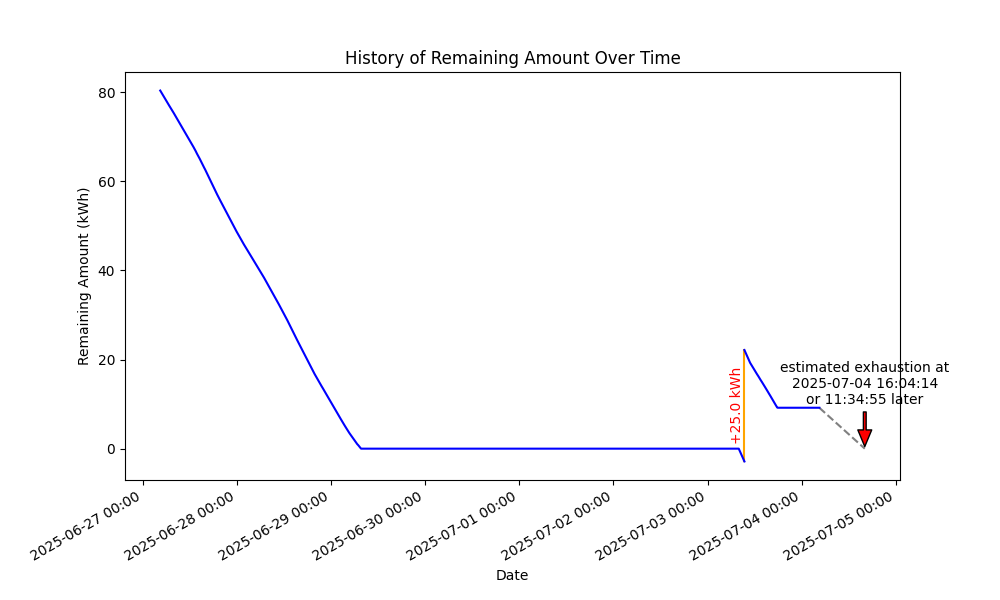 History of Remaining Amount Over Time
Remaining Amount (kWh)
80
60
40
20
0
+25.0 kWh
estimated exhaustion at
2025-07-04 16:04:14
or 11:34:55 later
2025-06-27 00:00
2025-06-28 00:00
2025-06-29 00:00
2025-06-30 00:00
2025-07-01 00:00
2025-07-02 00:00
2025-07-03 00:00
2025-07-04 00:00
2025-07-05 00:00
Date